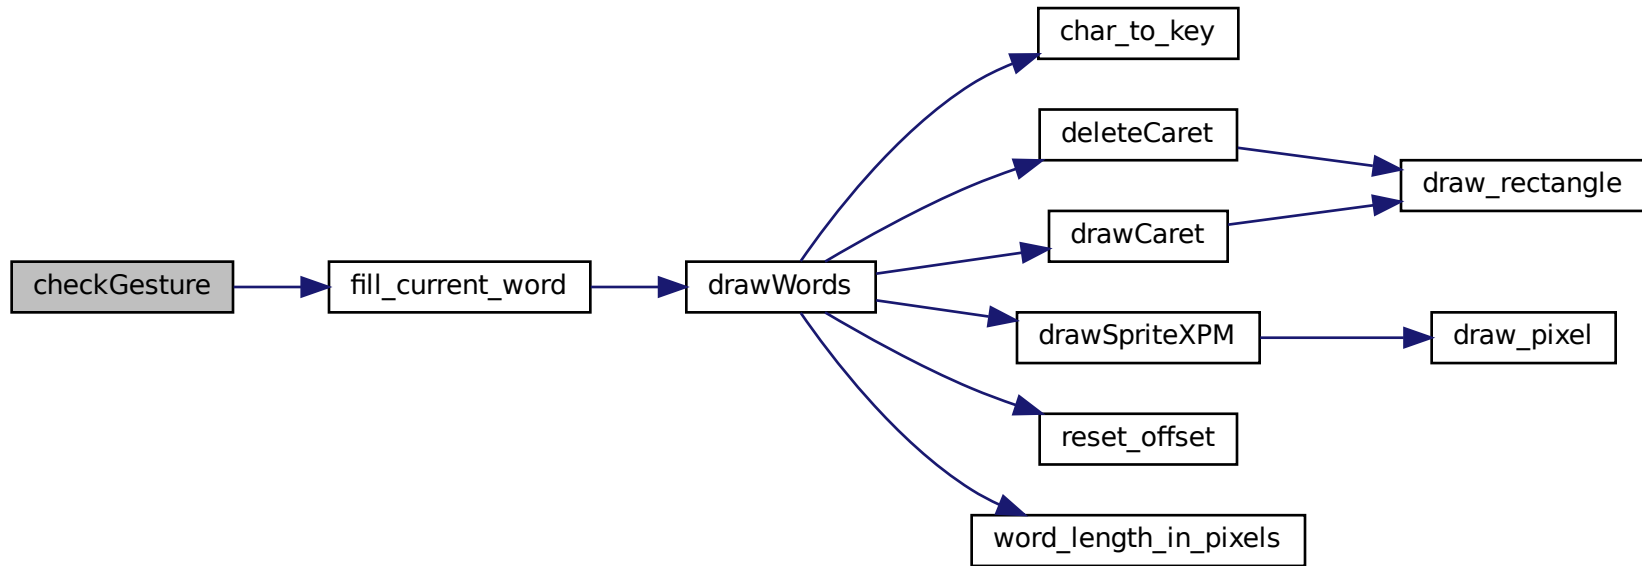 char_to_key
deleteCaret
draw_rectangle
drawCaret
checkGesture
fill_current_word
drawWords
drawSpriteXPM
draw_pixel
reset_offset
word_length_in_pixels